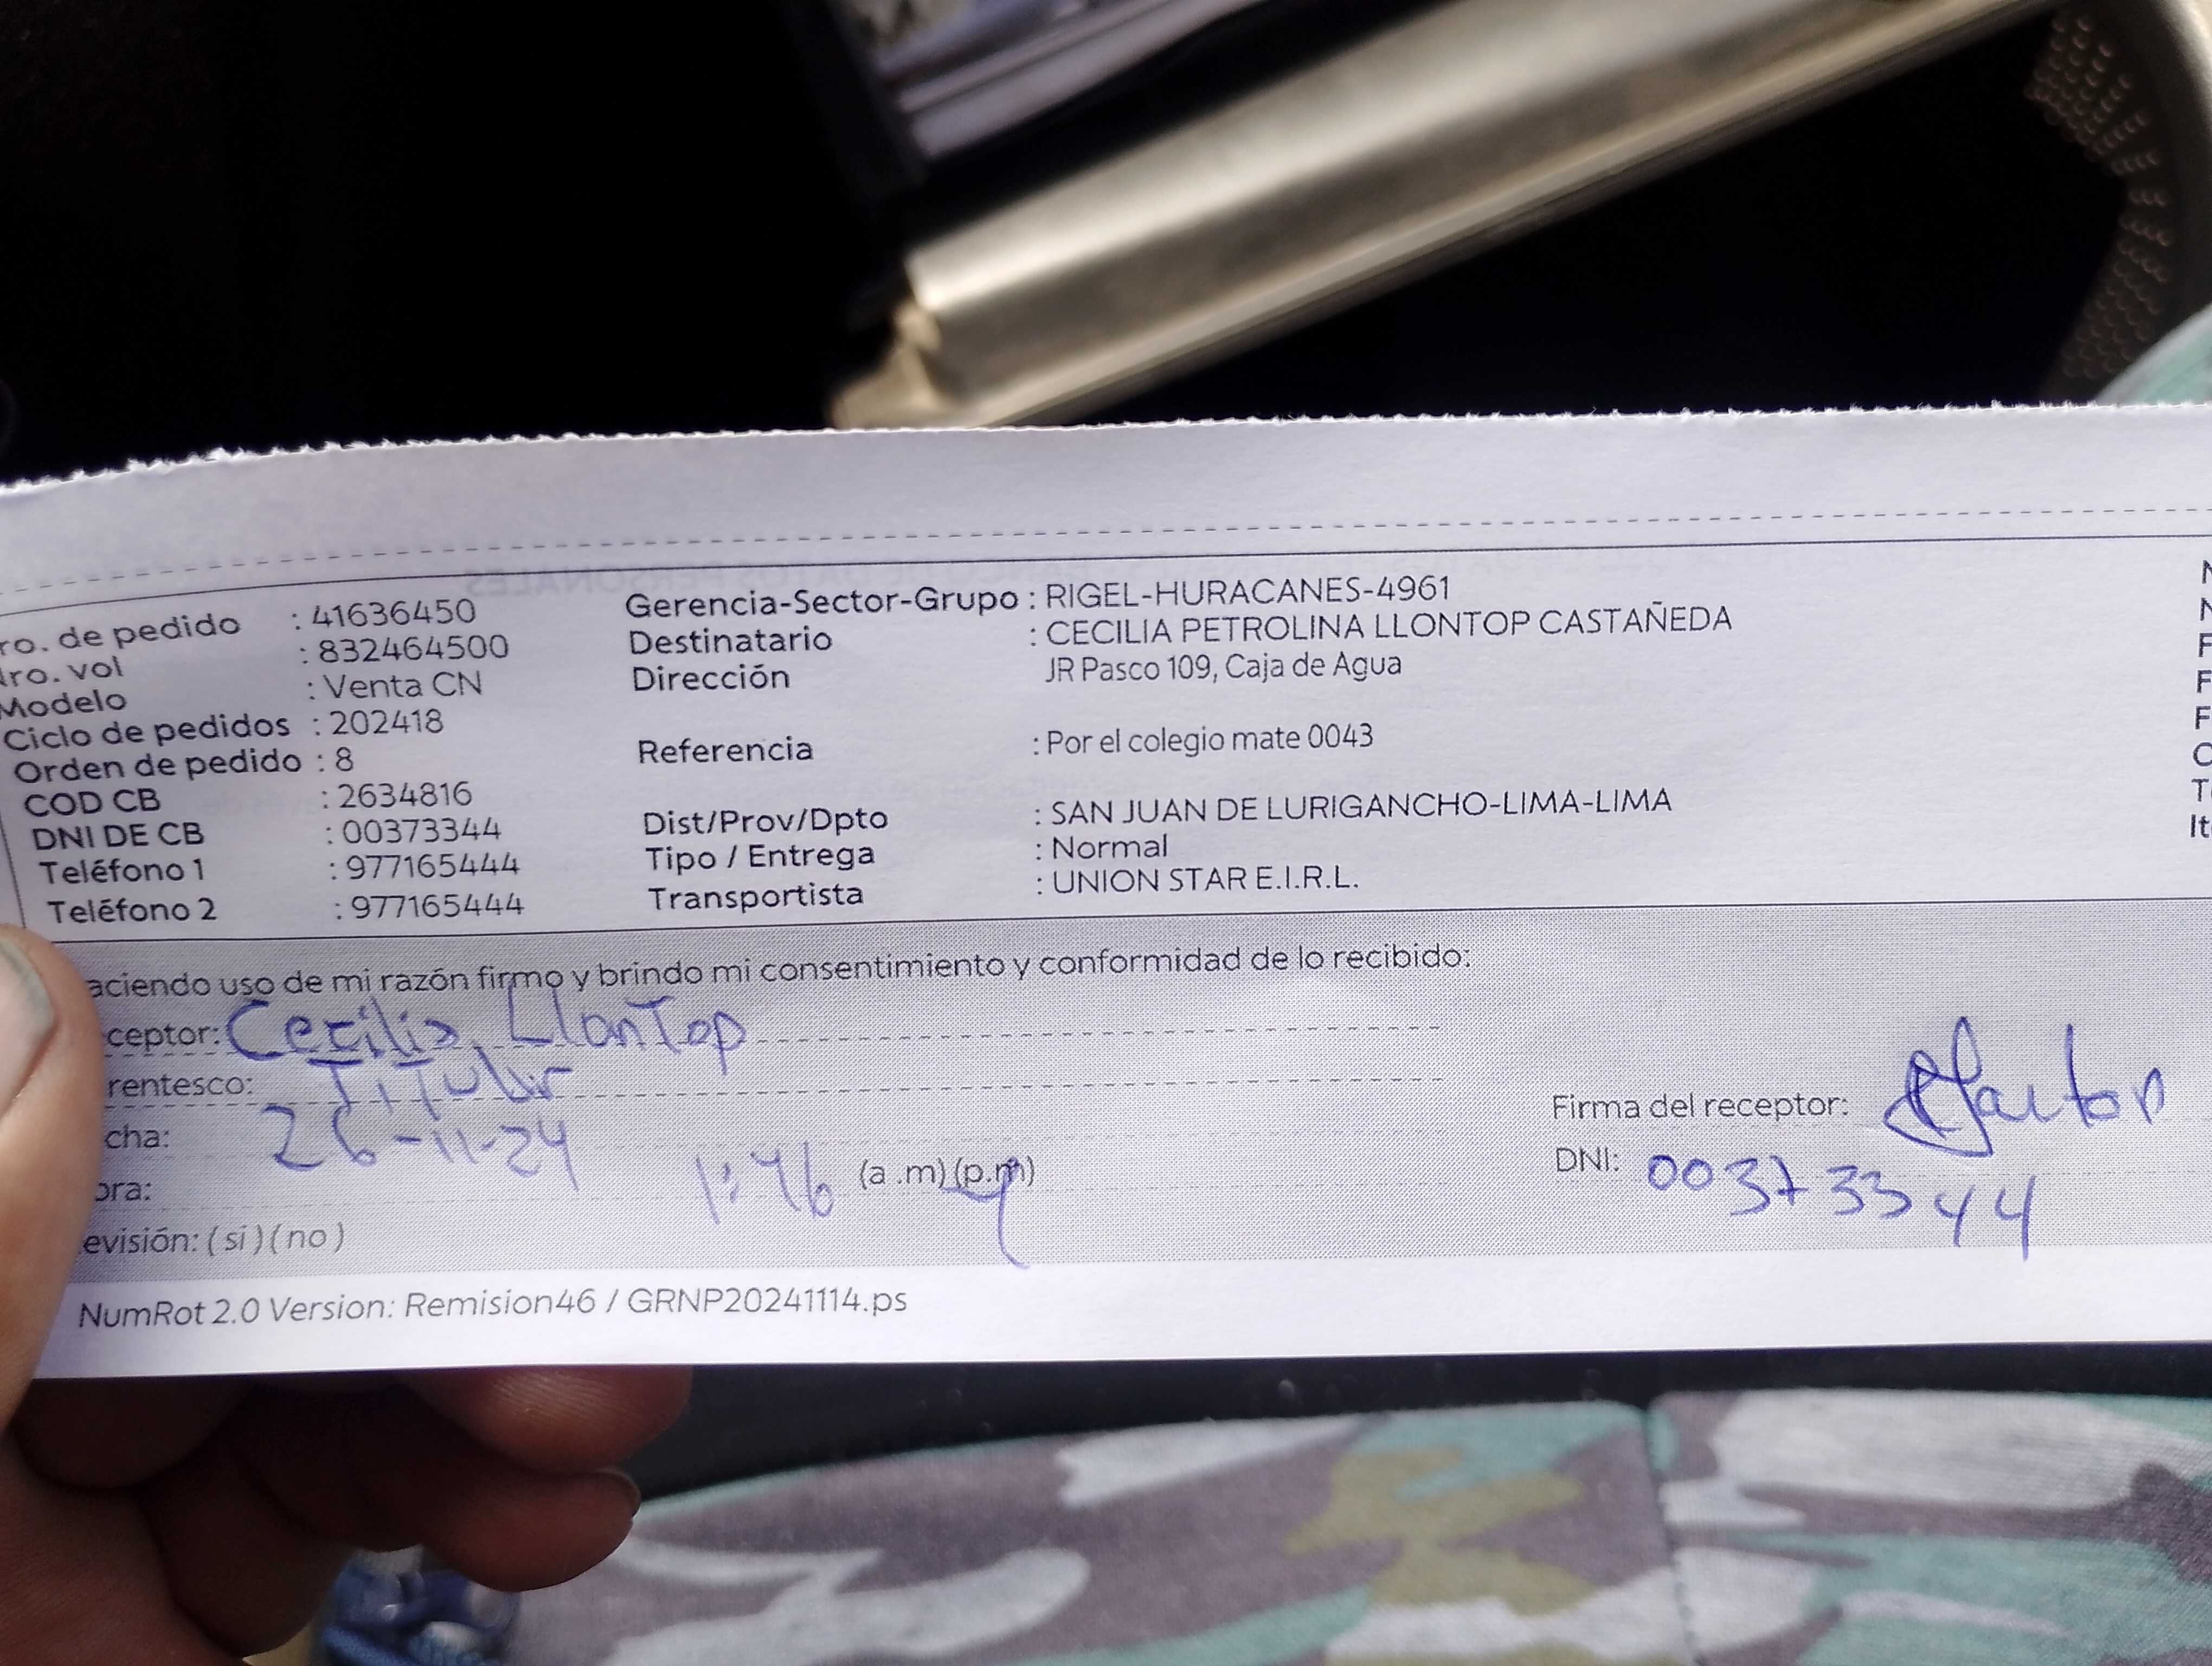 ro. de pedido : 41636450 Gerencia-Sector-Grupo : RIGEL-HURACANES-4961
ro. vol : 832464500 Destinatario : CECILIA PETROLINA LLONTOP CASTAÑEDA
Modelo : Venta CN Dirección JR Pasco 109, Caja de Agua
Ciclo de pedidos : 202418
Orden de pedido : 8 Referencia : Por el colegio mate 0043
COD CB : 2634816
DNI DE CB : 00373344 Dist/Prov/Dpto : SAN JUAN DE LURIGANCHO-LIMA-LIMA
Teléfono 1 : 977165444 Tipo / Entrega : Normal
Teléfono 2 : 977165444 Transportista : UNION STAR E.I.R.L.
aciendo uso de mi razón firmo y brindo mi consentimiento y conformidad de lo recibido:
ceptor: Cecilia Llontop
rentesco: Titular
cha: 26-11-24
Firma del receptor:
ora: 1:46 (a .m) (p.m)
DNI: 00373344
evisión: ( si ) ( no )
NumRot 2.0 Version: Remision46 / GRNP20241114.ps